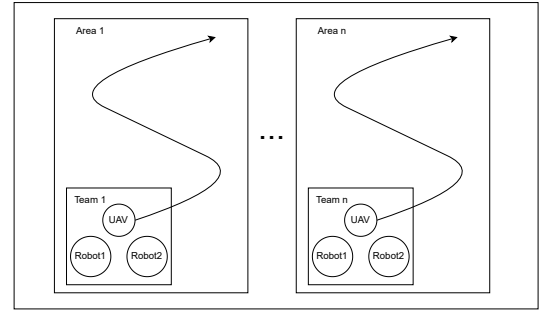 Area 1
Team 1
UAV
Robot1
Robot2
...
Area n
Team n
UAV
Robot1
Robot2